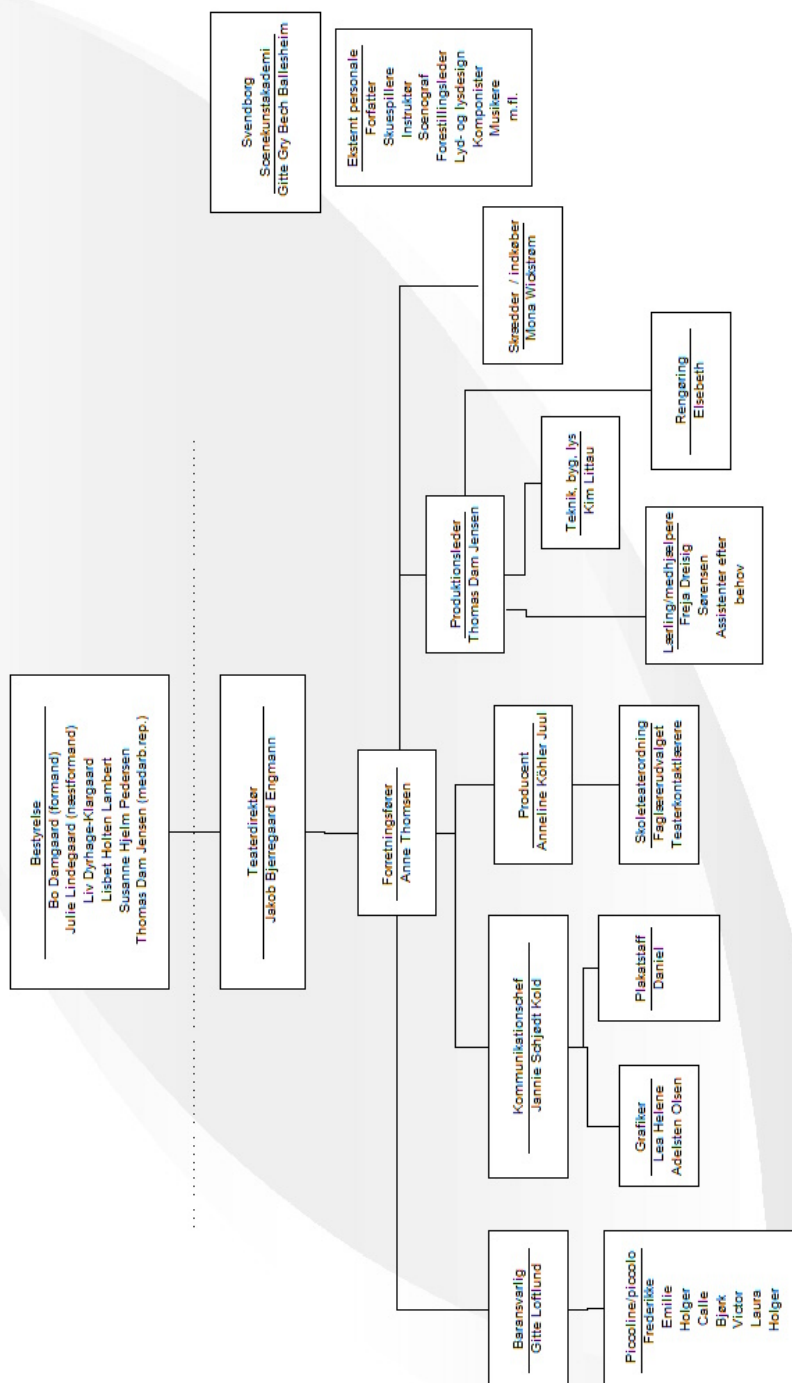 Bestyrelse
Bo Damgaard (formand)
Julie Lindegaard (næstformand)
Liv Dyrhage-Klargaard
Lisbet Holten Lambert
Susanne Hjelm Pedersen
Thomas Dam Jensen (medarb.rep.)
Svendborg
Scenekunstakademi
Gitte Gry Bech Ballesheim
Eksternt personale
Forfatter
Skuespillere
Instruktør
Scenograf
Forestillingsleder
Lyd- og lysdesign
Komponister
Musikere
m.fl.
Teaterdirektør
Jakob Bjerregaard Engmann
Forretningsfører
Anne Thomsen
Baransvarlig
Gitte Loftlund
Kommunikationschef
Jannie Schjødt Kold
Producent
Anneline Köhler Juul
Produktionsleder
Thomas Dam Jensen
Skrædder / indkøber
Mona Wickstrøm
Piccoline/piccolo
Frederikke
Emilie
Holger
Calle
Bjørk
Victor
Laura
Holger
Grafiker
Lea Helene
Adelsten Olsen
Plakatstaff
Daniel
Skoleteaterordning
Faglærerudvalget
Teaterkontaktlærere
Lærling/medhjælpere
Freja Dreisig
Sørensen
Assistenter efter
behov
Teknik, byg, lys
Kim Littau
Rengøring
Elsebeth